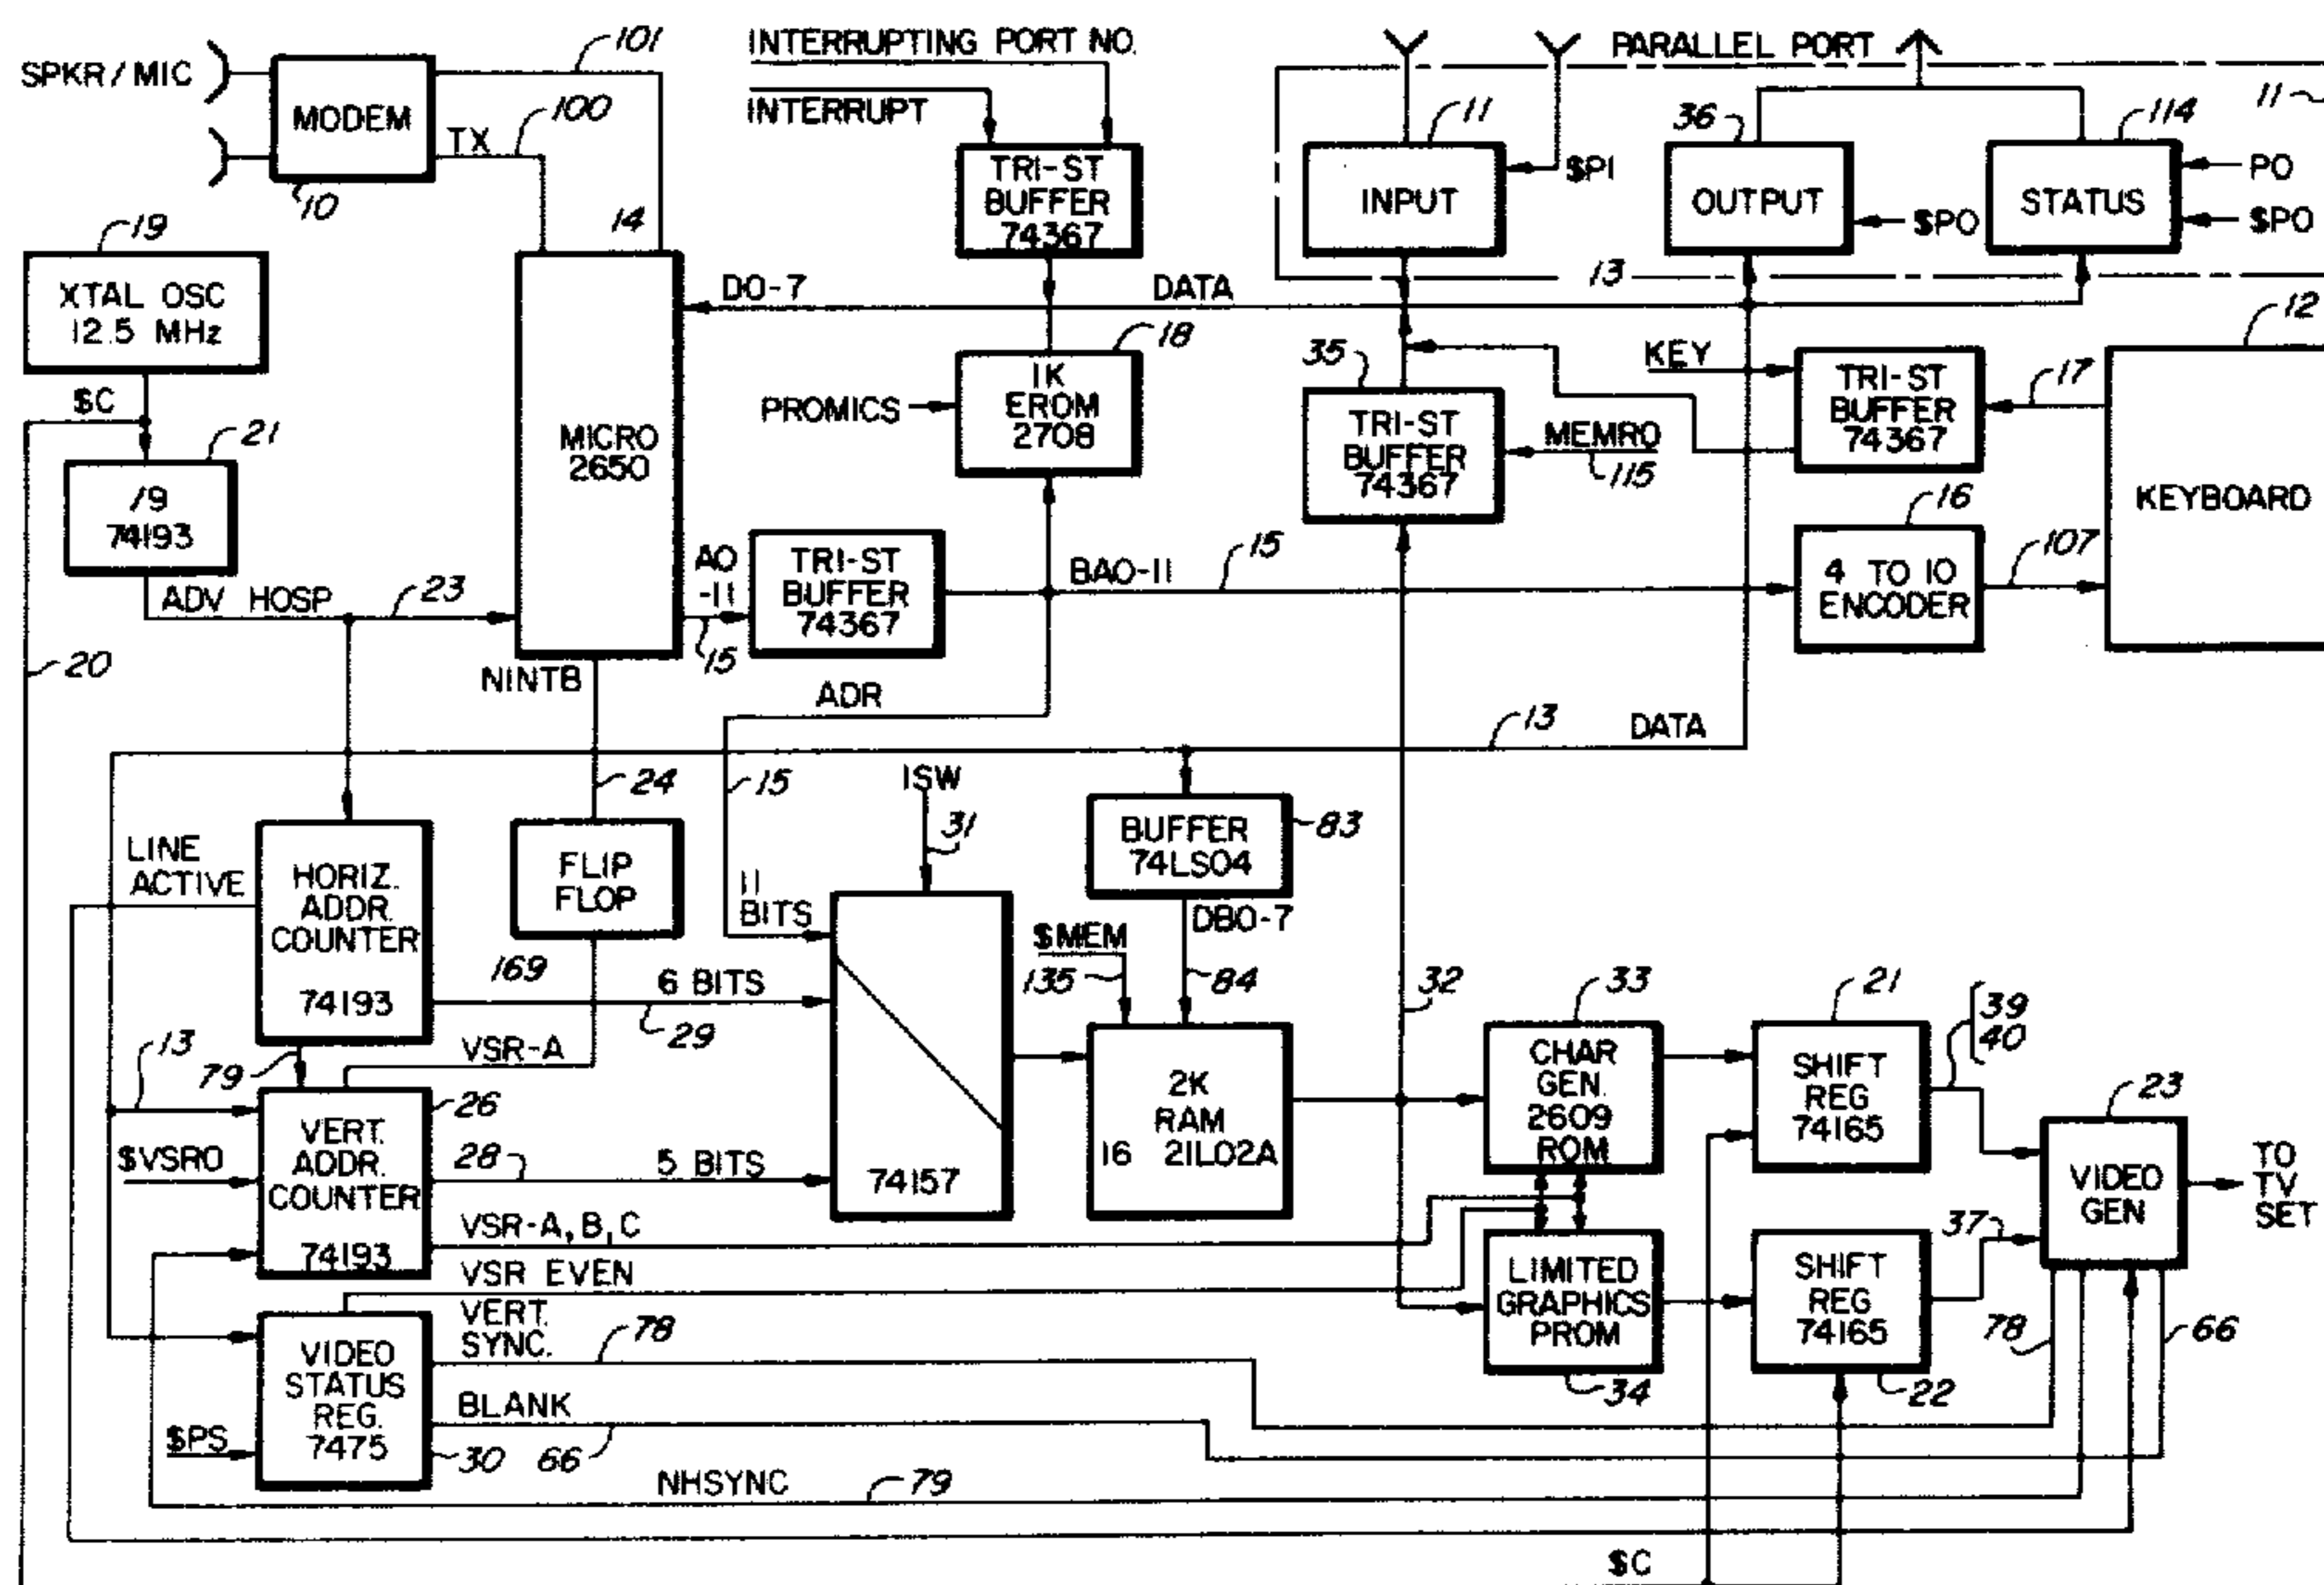 SPKR/MIC
MODEM
10
101
TX
100
INTERRUPTING PORT NO.
INTERRUPT
TRI-ST
BUFFER
74367
PARALLEL PORT
11
INPUT
$PI
36
OUTPUT
$PO
114
STATUS
PO
$PO
11
13
19
XTAL OSC
12.5 MHz
$C
21
/9
74193
ADV HOSP
23
20
14
MICRO
2650
NINTB
DO-7
DATA
18
1K
EROM
2708
PROMICS
35
TRI-ST
BUFFER
74367
MEMRO
115
KEY
TRI-ST
BUFFER
74367
17
12
KEYBOARD
16
4 TO 10
ENCODER
107
AO
-11
15
TRI-ST
BUFFER
74367
BAO-11
15
ADR
13
DATA
24
15
ISW
31
BUFFER
74LS04
83
DBO-7
84
LINE
ACTIVE
HORIZ.
ADDR.
COUNTER
74193
FLIP
FLOP
169
11
BITS
6 BITS
29
$MEM
135
74157
2K
RAM
16 21L02A
32
33
CHAR
GEN.
2609
ROM
21
SHIFT
REG
74165
39
40
23
VIDEO
GEN
TO
TV
SET
13
79
VSR-A
26
VERT.
ADDR.
COUNTER
74193
$VSRO
28
5 BITS
VSR-A, B, C
VSR EVEN
LIMITED
GRAPHICS
PROM
34
SHIFT
REG
74165
22
37
78
66
VERT.
SYNC.
78
VIDEO
STATUS
REG.
7475
30
$PS
BLANK
66
NHSYNC
79
$C